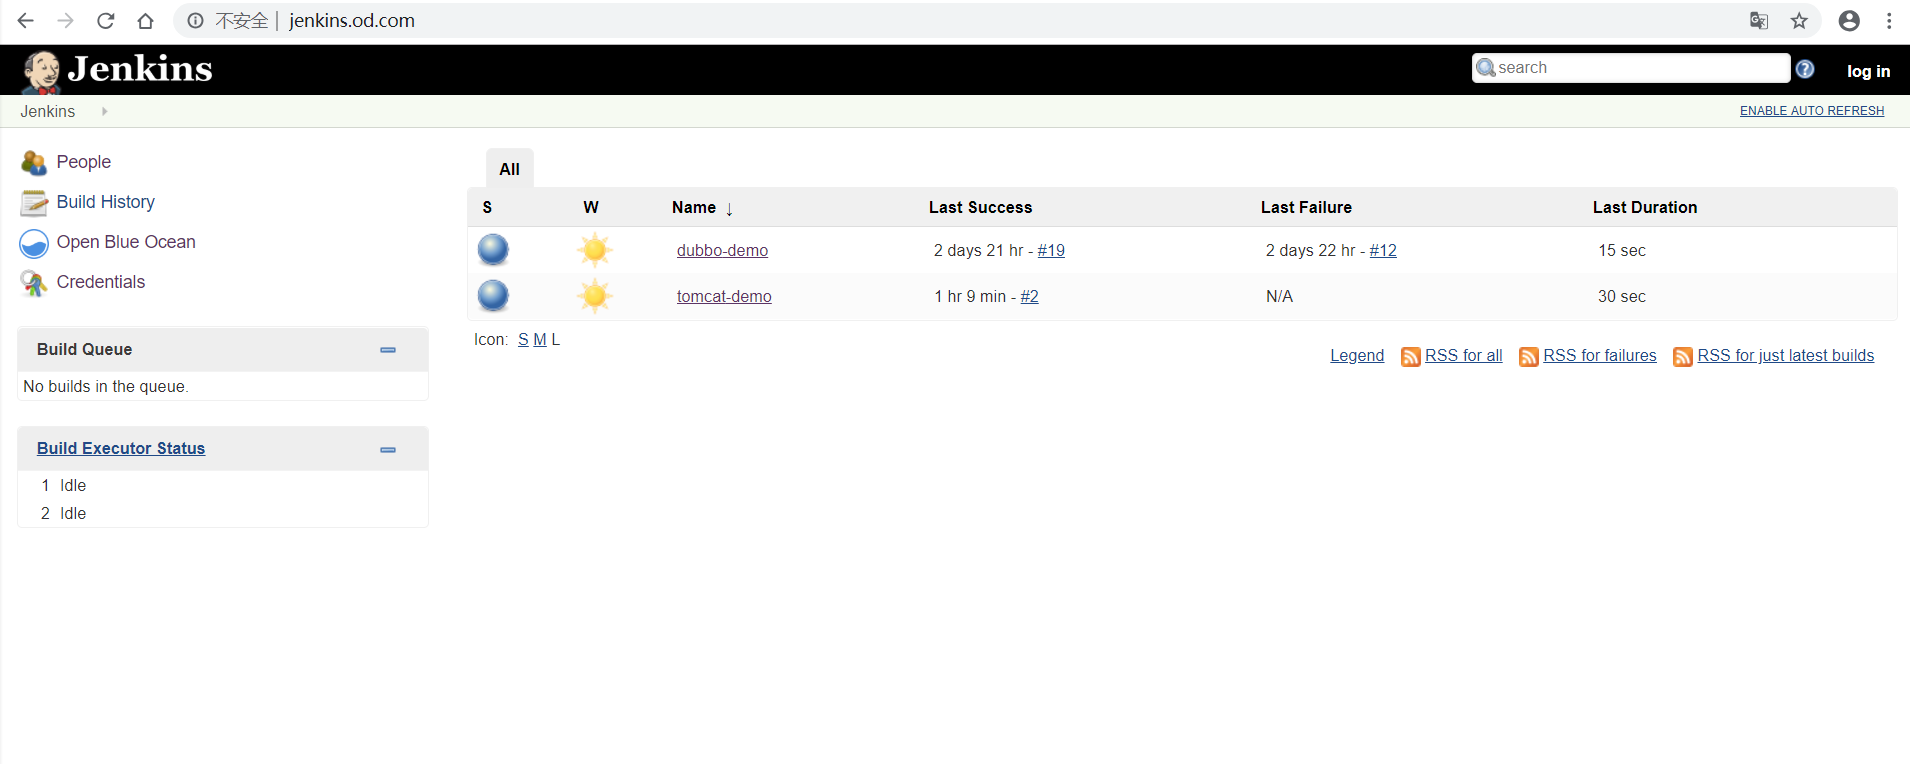 不安全 | jenkins.od.com
Jenkins
search
log in
Jenkins
ENABLE AUTO REFRESH
People
Build History
Open Blue Ocean
Credentials
Build Queue
No builds in the queue.
Build Executor Status
1 Idle
2 Idle
All
S W Name ↓ Last Success Last Failure Last Duration
dubbo-demo 2 days 21 hr - #19 2 days 22 hr - #12 15 sec
tomcat-demo 1 hr 9 min - #2 N/A 30 sec
Icon: S M L
Legend RSS for all RSS for failures RSS for just latest builds